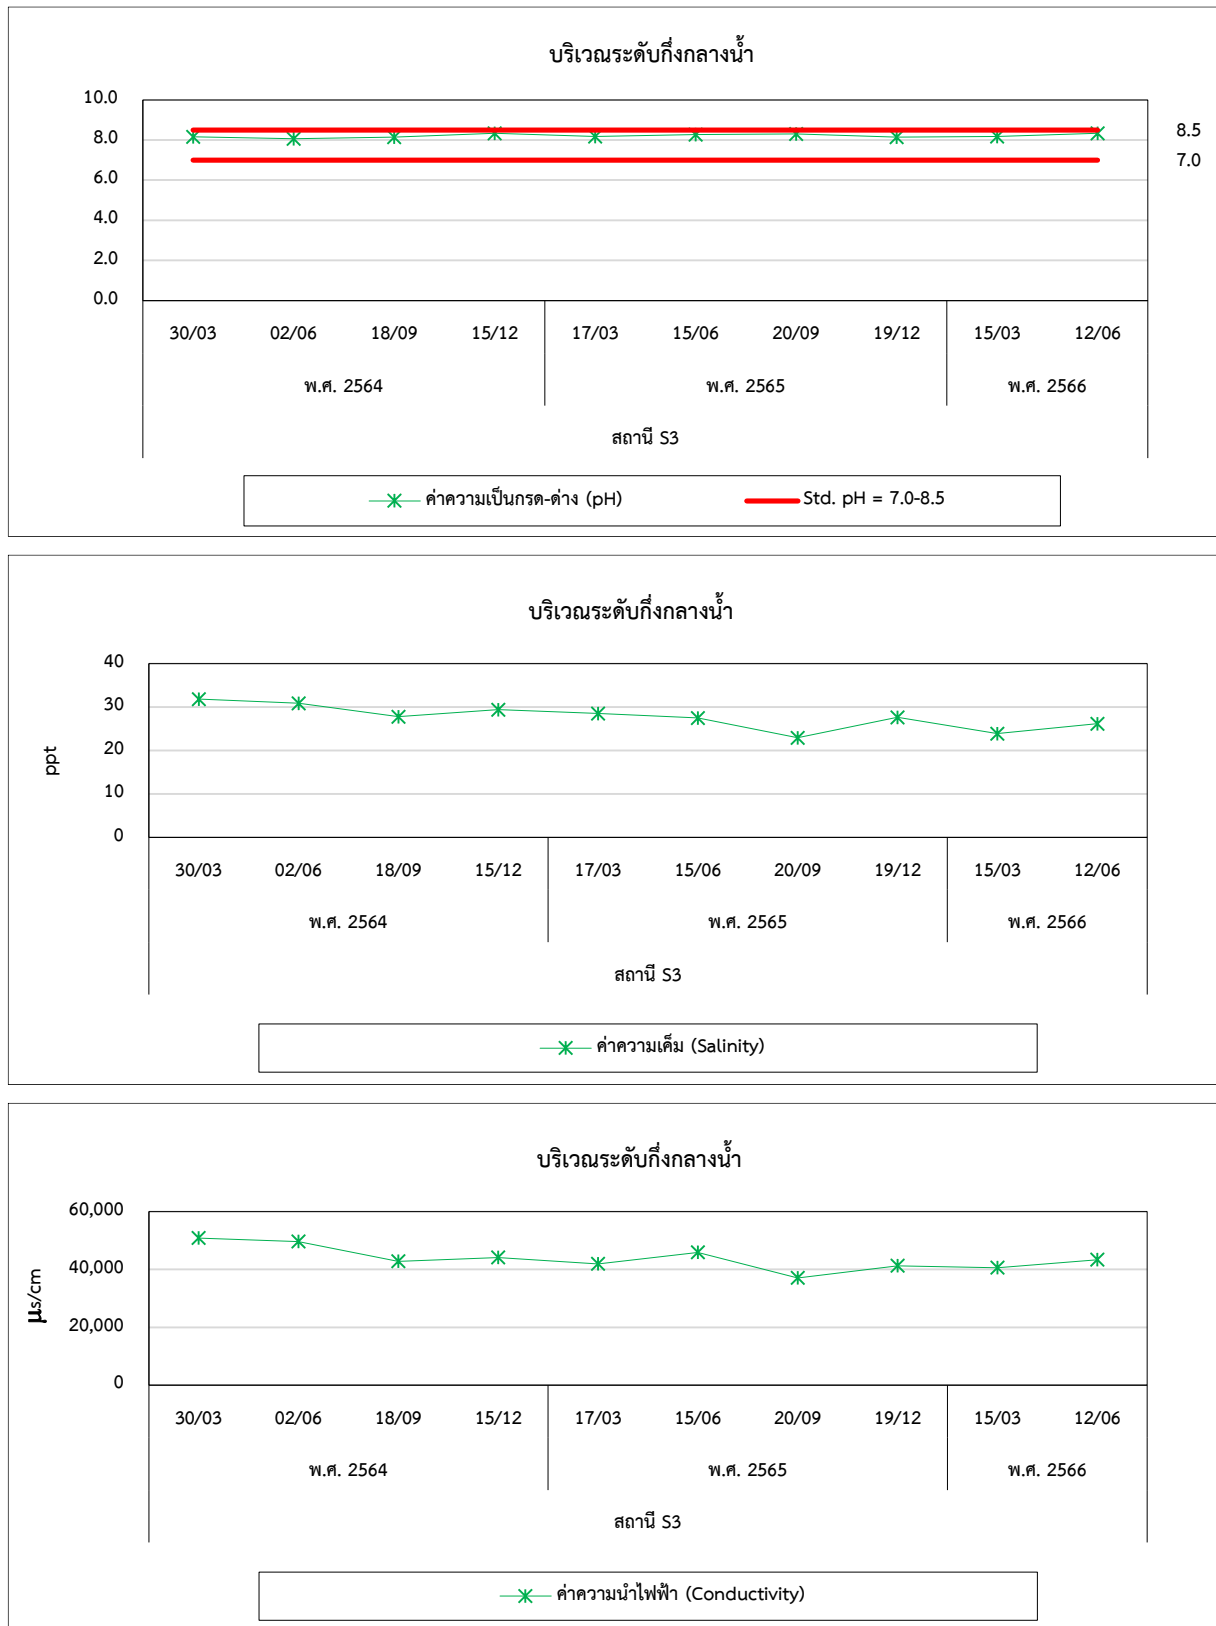 บริเวณระดับกึ่งกลางน้ำ
10.0
8.0
6.0
4.0
2.0
0.0
8.5
7.0
30/03 02/06 18/09 15/12 17/03 15/06 20/09 19/12 15/03 12/06
พ.ศ. 2564 พ.ศ. 2565 พ.ศ. 2566
สถานี S3
ค่าความเป็นกรด-ด่าง (pH) Std. pH = 7.0-8.5
บริเวณระดับกึ่งกลางน้ำ
ppt
40
30
20
10
0
30/03 02/06 18/09 15/12 17/03 15/06 20/09 19/12 15/03 12/06
พ.ศ. 2564 พ.ศ. 2565 พ.ศ. 2566
สถานี S3
ค่าความเค็ม (Salinity)
บริเวณระดับกึ่งกลางน้ำ
μs/cm
60,000
40,000
20,000
0
30/03 02/06 18/09 15/12 17/03 15/06 20/09 19/12 15/03 12/06
พ.ศ. 2564 พ.ศ. 2565 พ.ศ. 2566
สถานี S3
ค่าความนำไฟฟ้า (Conductivity)